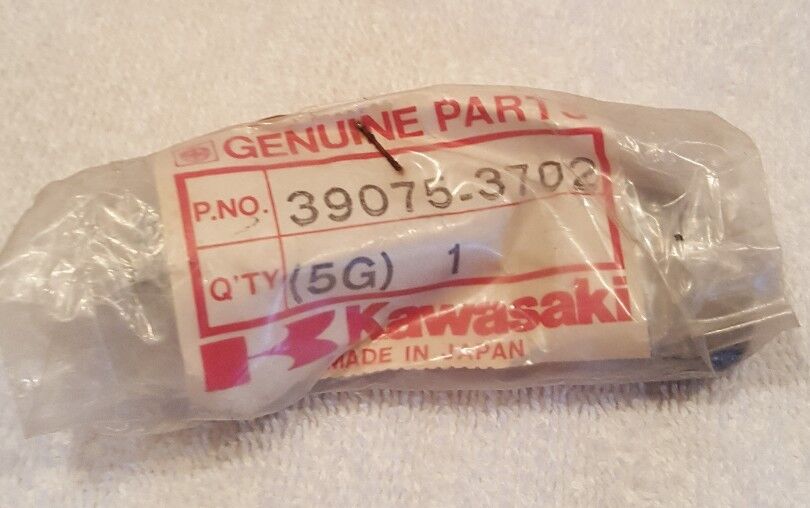 GENUINE PARTS
P.NO. 39075-3702
Q'TY (5G) 1
Kawasaki
MADE IN JAPAN